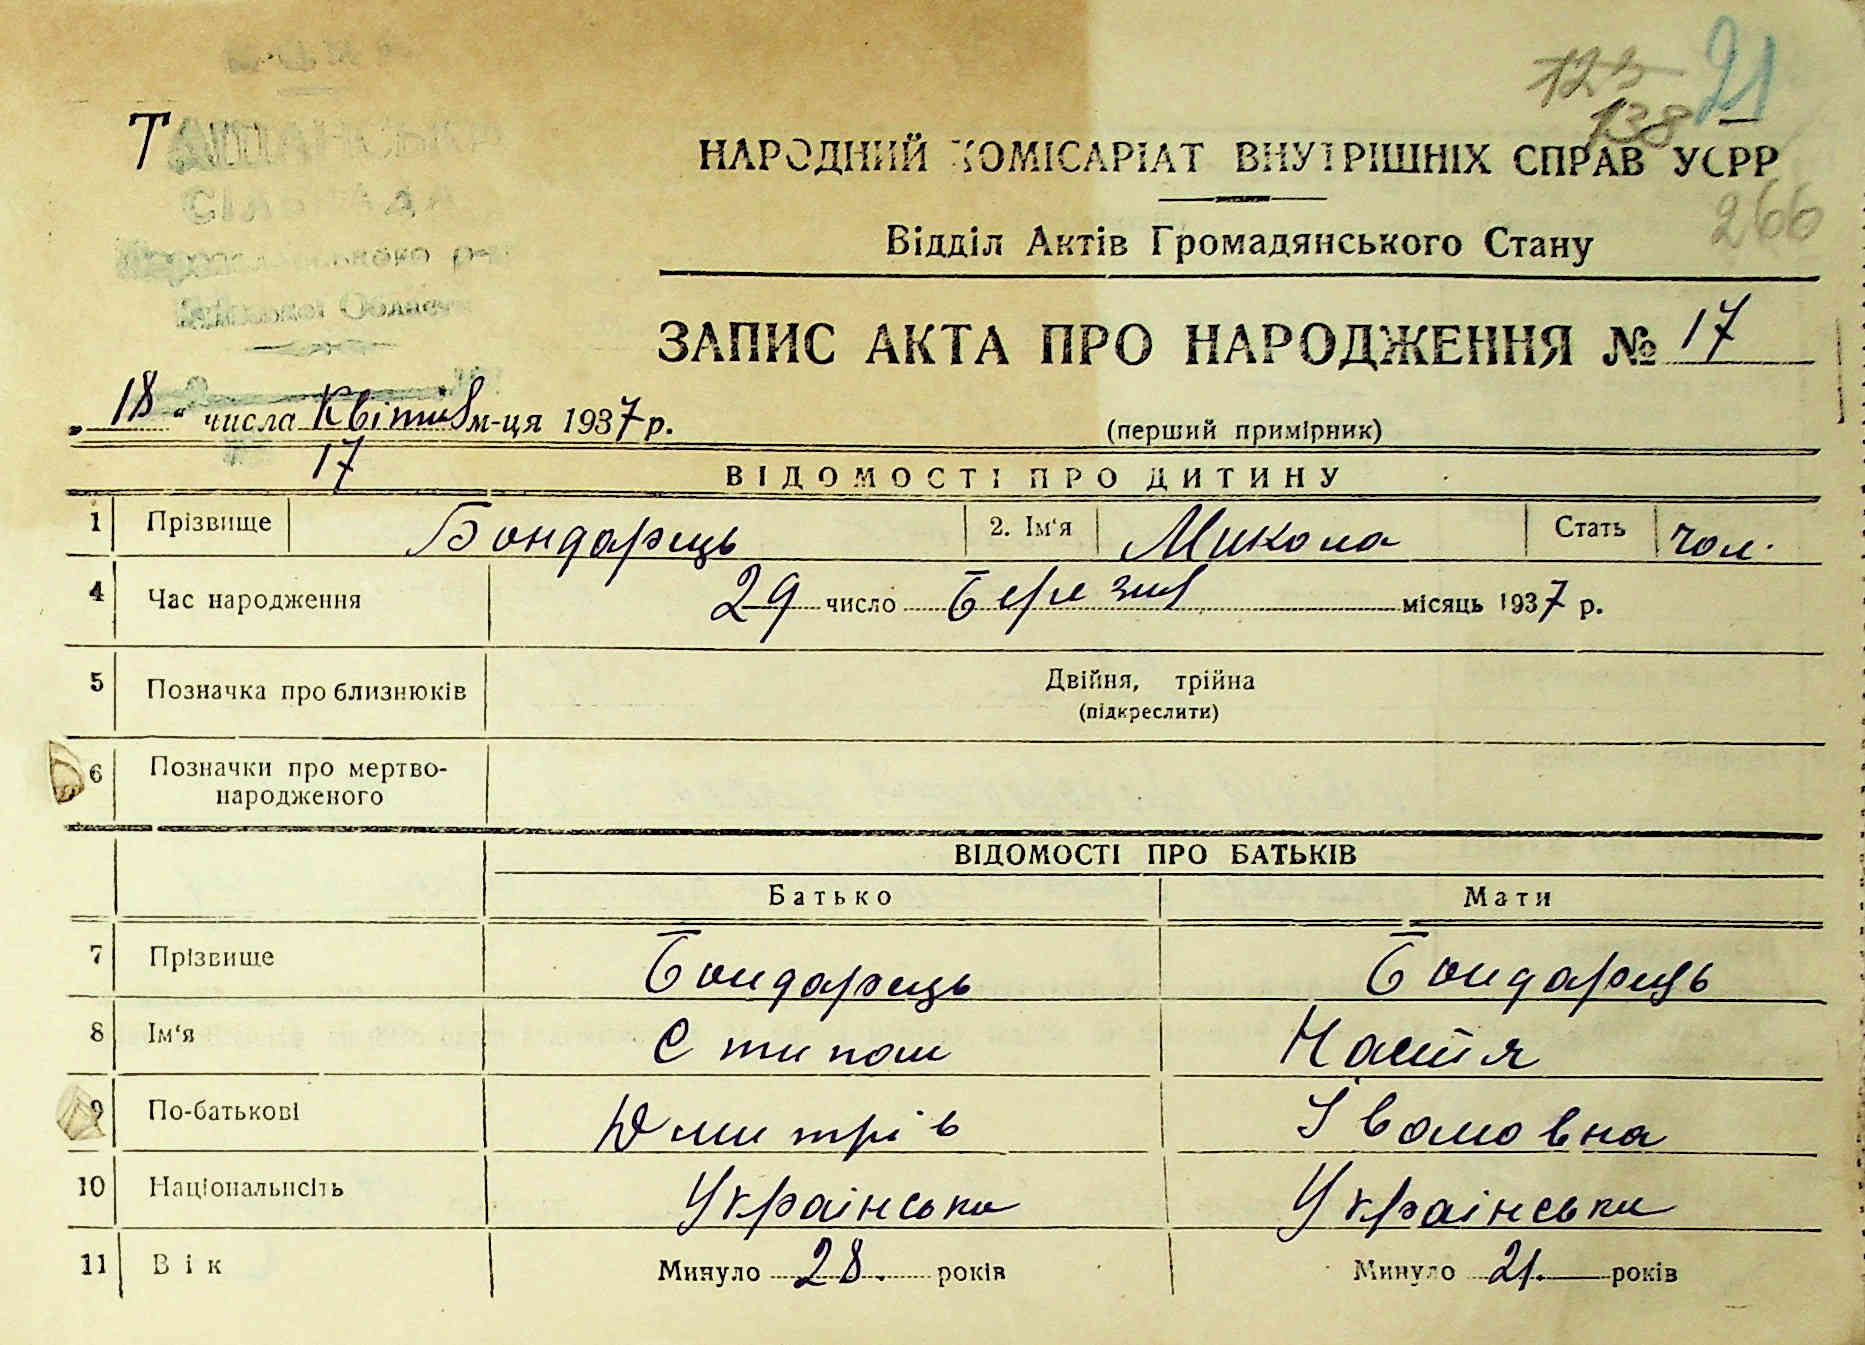 123 21
138
Т
НАРОДНИЙ КОМІСАРІАТ ВНУТРІШНІХ СПРАВ УСРР
266
Відділ Актів Громадянського Стану
ЗАПИС АКТА ПРО НАРОДЖЕННЯ № 17
„18“ числа Квітня м-ця 1937 р.
(перший примірник)
17
ВІДОМОСТІ ПРО ДИТИНУ
1 Прізвище Бондарець 2. Ім‘я Микола Стать чол.
4 Час народження 29 число Березня місяць 1937 р.
5 Позначка про близнюків Двійня, трійня
(підкреслити)
6 Позначки про мертво-
народженого
ВІДОМОСТІ ПРО БАТЬКІВ
Батько Мати
7 Прізвище Бондарець Бондарець
8 Ім‘я Степан Настя
9 По-батькові Дмитрів Івановна
10 Національність Українська Українська
11 Вік Минуло 28. років Минуло 21. років